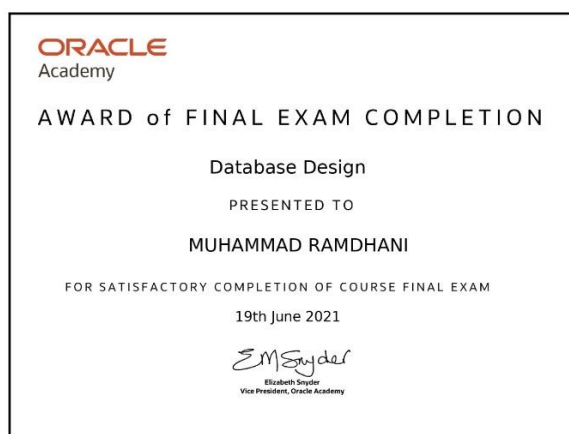 ORACLE
Academy
AWARD of FINAL EXAM COMPLETION
Database Design
PRESENTED TO
MUHAMMAD RAMDHANI
FOR SATISFACTORY COMPLETION OF COURSE FINAL EXAM
19th June 2021
EMSnyder
Elizabeth Snyder
Vice President, Oracle Academy